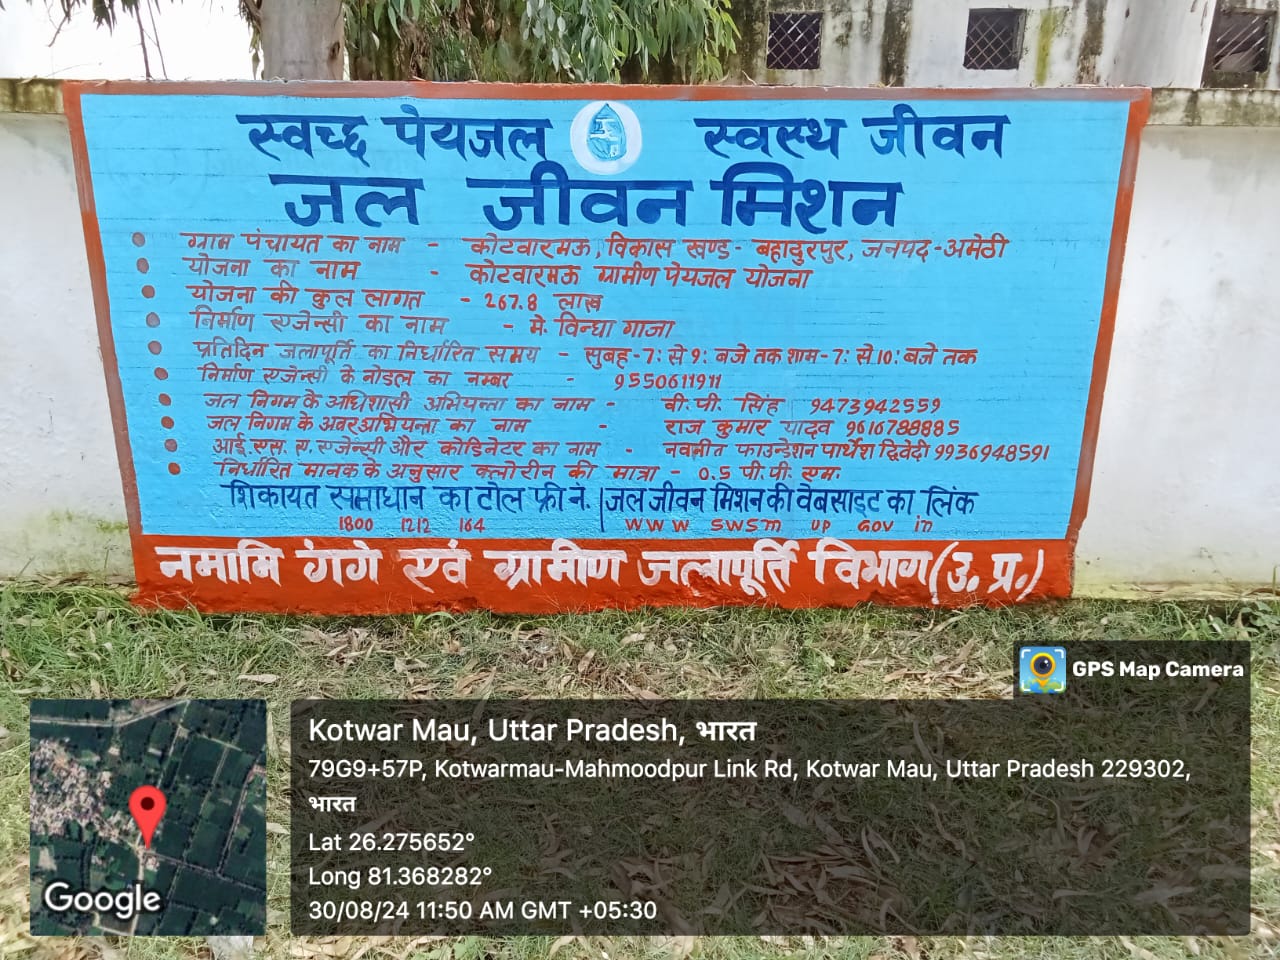 स्वच्छ पेयजल स्वस्थ जीवन
जल जीवन मिशन
ग्राम पंचायत का नाम - कोटवारमऊ, विकास खण्ड- बहादुरपुर, जनपद-अमेठी
योजना का नाम - कोटवारमऊ ग्रामीण पेयजल योजना
योजना की कुल लागत - 267.8 लाख
निर्माण एजेन्सी का नाम - मे. विन्धा गाजा
प्रतिदिन जलापूर्ति का निर्धारित समय - सुबह-7: से 9: बजे तक शाम-7: से 10: बजे तक
निर्माण एजेन्सी के नोडल का नम्बर - 9550611911
जल निगम के अधिशासी अभियन्ता का नाम - वी. पी. सिंह 9473942559
जल निगम के अवर अभियन्ता का नाम - राज कुमार यादव 9616788885
आई. एस. ए. एजेन्सी और कोडिनेटर का नाम - नवनीत फाउन्डेशन पार्थेश द्विवेदी 9936948591
निर्धारित मानक के अनुसार क्लोरीन की मात्रा - 0.5 पी. पी. एम.
शिकायत समाधान का टोल फ्री नं. | जल जीवन मिशन की वेबसाइट का लिंक
1800 1212 164 | www swsm up gov in
नमामि गंगे एवं ग्रामीण जलापूर्ति विभाग (उ. प्र.)
GPS Map Camera
Kotwar Mau, Uttar Pradesh, भारत
79G9+57P, Kotwarmau-Mahmoodpur Link Rd, Kotwar Mau, Uttar Pradesh 229302,
भारत
Lat 26.275652°
Long 81.368282°
30/08/24 11:50 AM GMT +05:30
Google